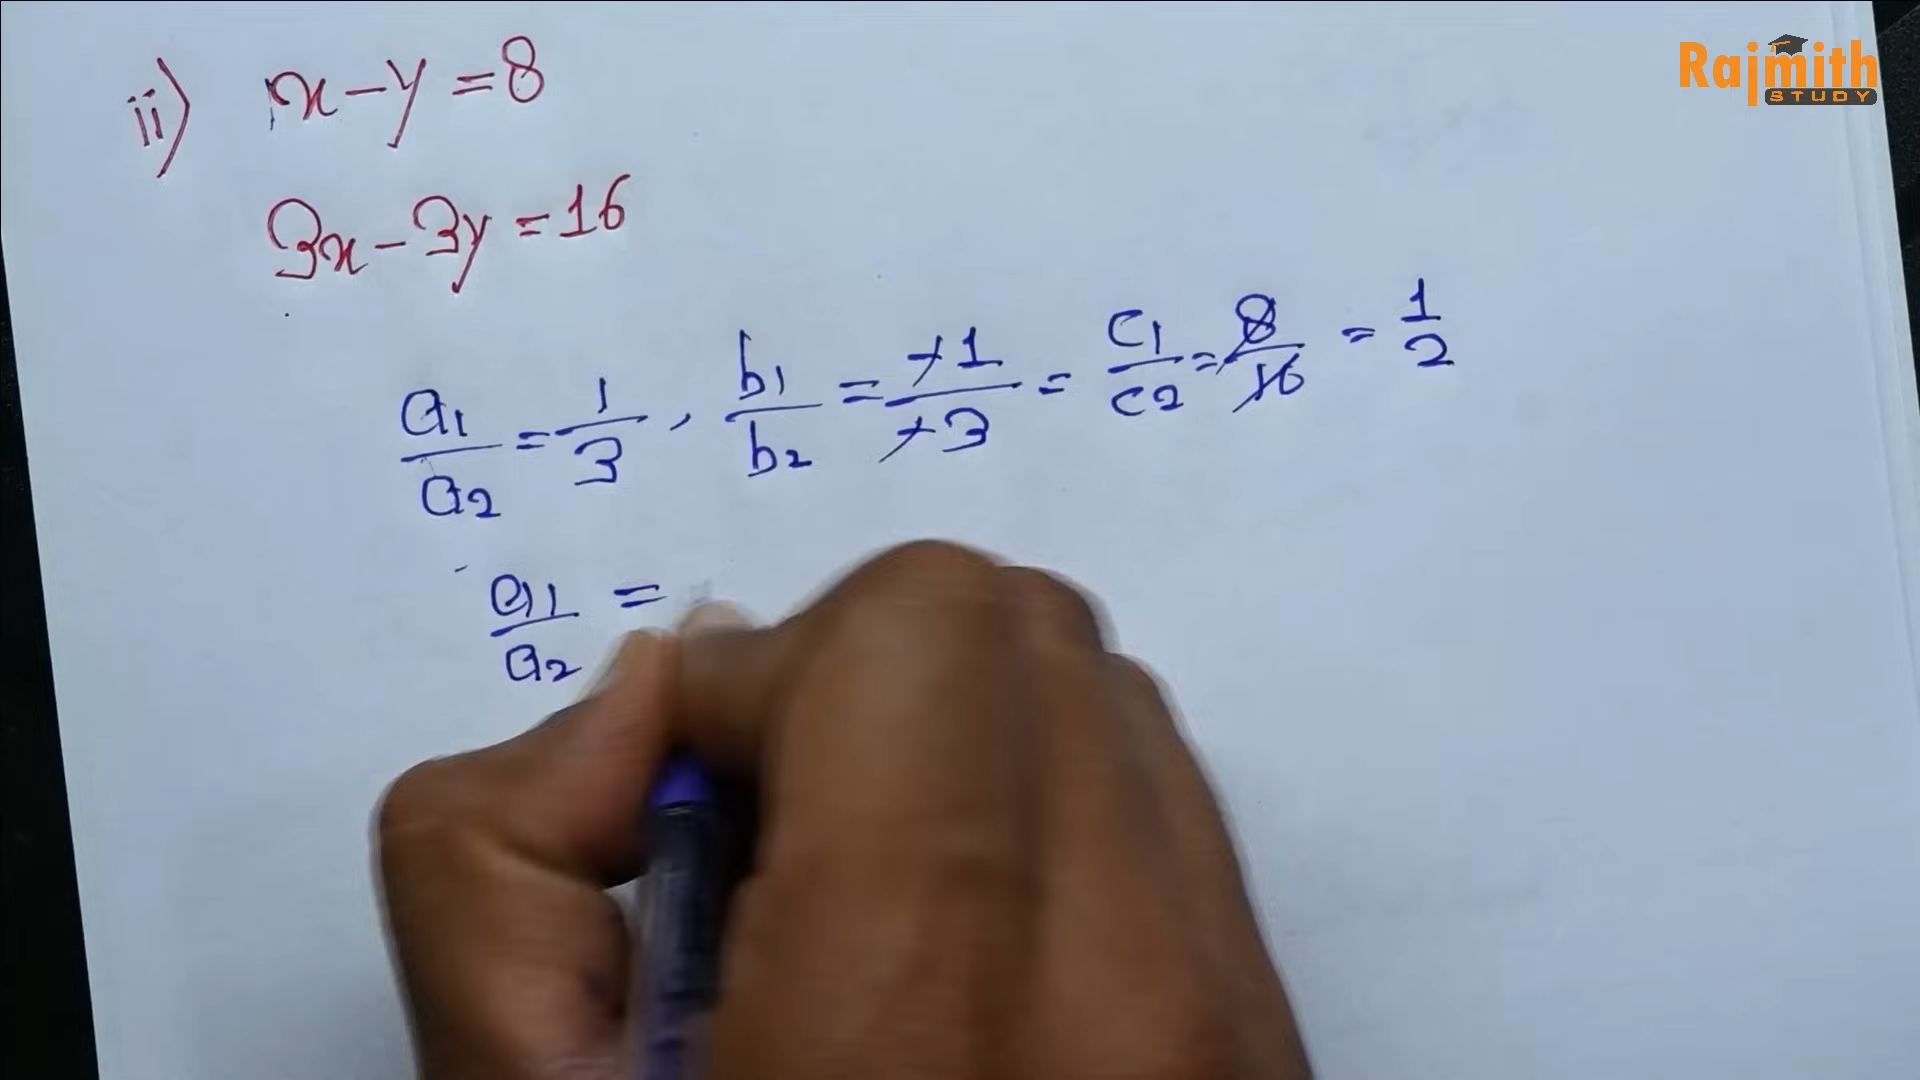 Rajmith
STUDY
ii) x-y=8
3x-3y=16
a1/a2 = 1/3, b1/b2 = -1/-3 = c1/c2 = 8/16 = 1/2
a1/a2 =